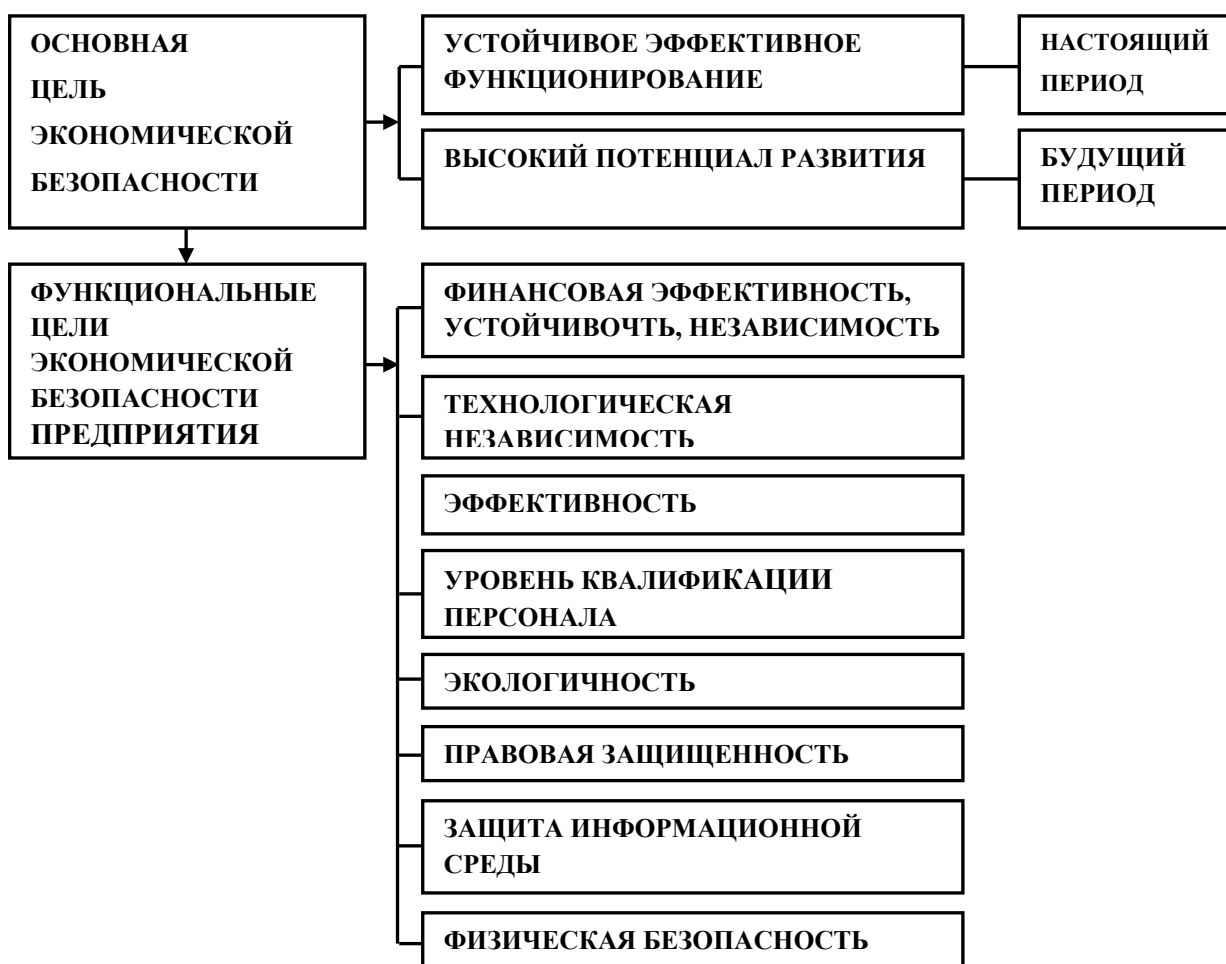 ОСНОВНАЯ
ЦЕЛЬ
ЭКОНОМИЧЕСКОЙ
БЕЗОПАСНОСТИ
УСТОЙЧИВОЕ ЭФФЕКТИВНОЕ
ФУНКЦИОНИРОВАНИЕ
НАСТОЯЩИЙ
ПЕРИОД
ВЫСОКИЙ ПОТЕНЦИАЛ РАЗВИТИЯ
БУДУЩИЙ
ПЕРИОД
ФУНКЦИОНАЛЬНЫЕ
ЦЕЛИ
ЭКОНОМИЧЕСКОЙ
БЕЗОПАСНОСТИ
ПРЕДПРИЯТИЯ
ФИНАНСОВАЯ ЭФФЕКТИВНОСТЬ,
УСТОЙЧИВОЧТЬ, НЕЗАВИСИМОСТЬ
ТЕХНОЛОГИЧЕСКАЯ
НЕЗАВИСИМОСТЬ
ЭФФЕКТИВНОСТЬ
УРОВЕНЬ КВАЛИФИКАЦИИ
ПЕРСОНАЛА
ЭКОЛОГИЧНОСТЬ
ПРАВОВАЯ ЗАЩИЩЕННОСТЬ
ЗАЩИТА ИНФОРМАЦИОННОЙ
СРЕДЫ
ФИЗИЧЕСКАЯ БЕЗОПАСНОСТЬ